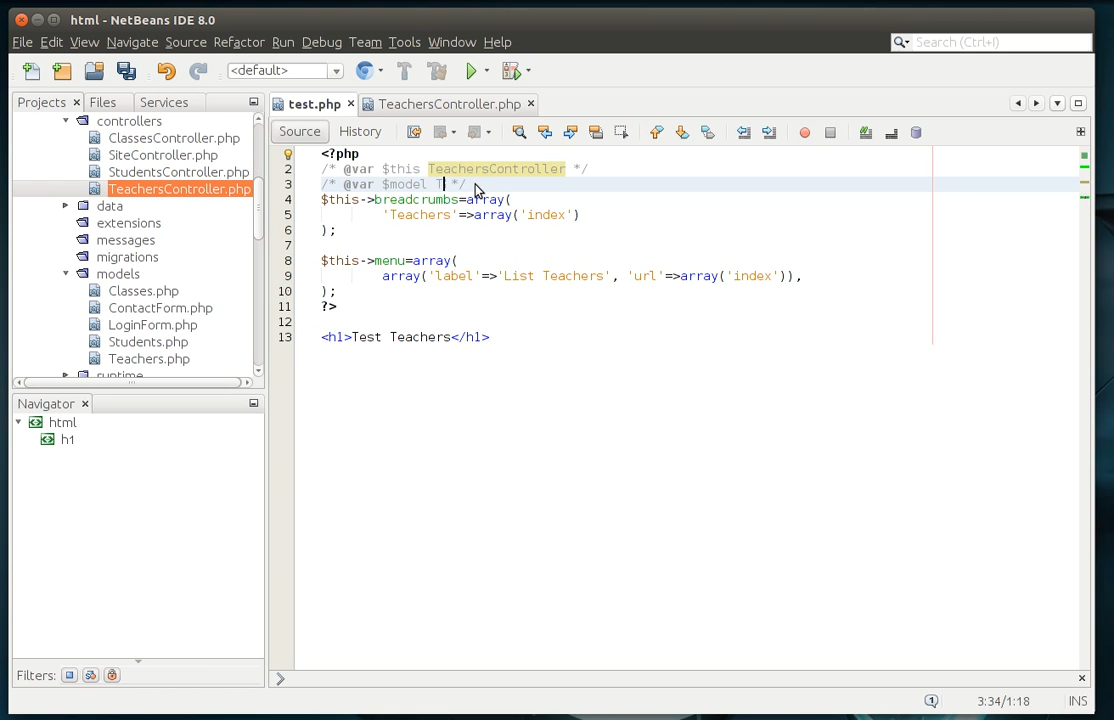 html - NetBeans IDE 8.0
File Edit View Navigate Source Refactor Run Debug Team Tools Window Help
Search (Ctrl+I)
<default>
Projects Files Services
controllers
ClassesController.php
SiteController.php
StudentsController.php
TeachersController.php
data
extensions
messages
migrations
models
Classes.php
ContactForm.php
LoginForm.php
Students.php
Teachers.php
runtime
Navigator
html
h1
Filters:
test.php TeachersController.php
Source History
<?php
2 /* @var $this TeachersController */
3 /* @var $model T */
4 $this->breadcrumbs=array(
5 'Teachers'=>array('index')
6 );
7
8 $this->menu=array(
9 array('label'=>'List Teachers', 'url'=>array('index')),
10 );
11 ?>
12
13 <h1>Test Teachers</h1>
1 3:34/1:18 INS